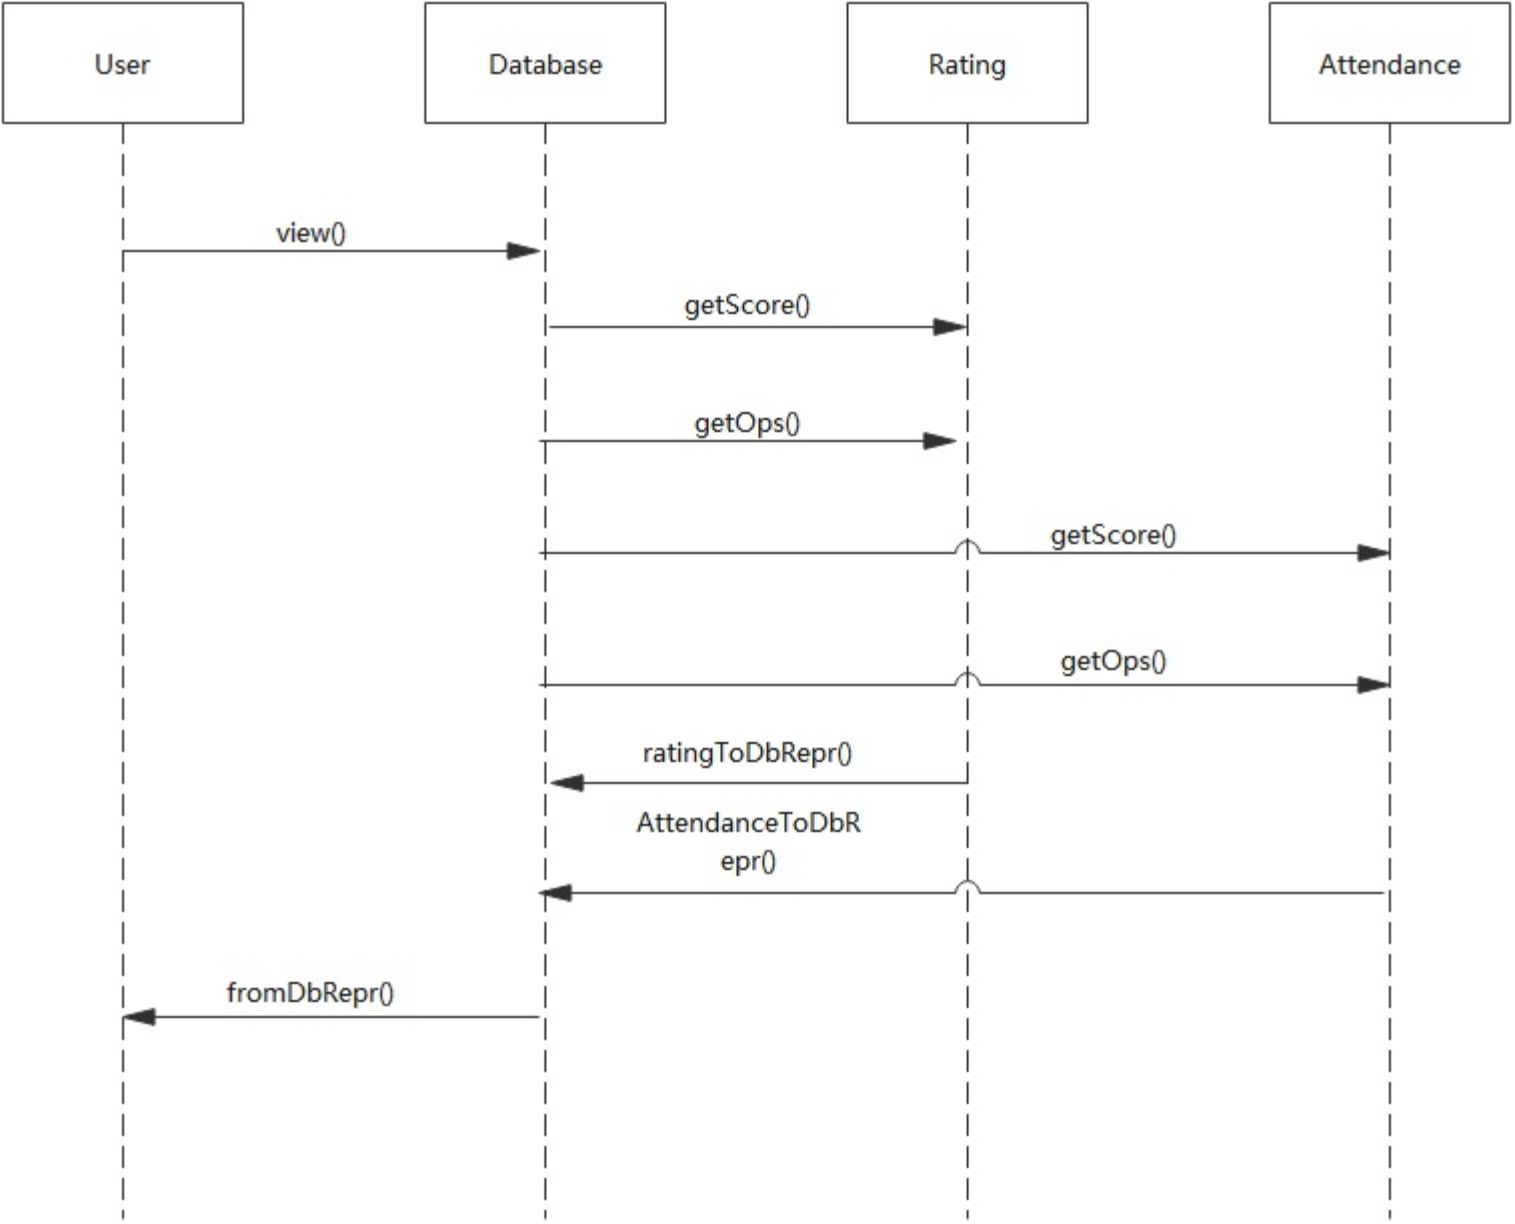 User
Database
Rating
Attendance
view()
getScore()
getOps()
getScore()
getOps()
ratingToDbRepr()
AttendanceToDbR
epr()
fromDbRepr()